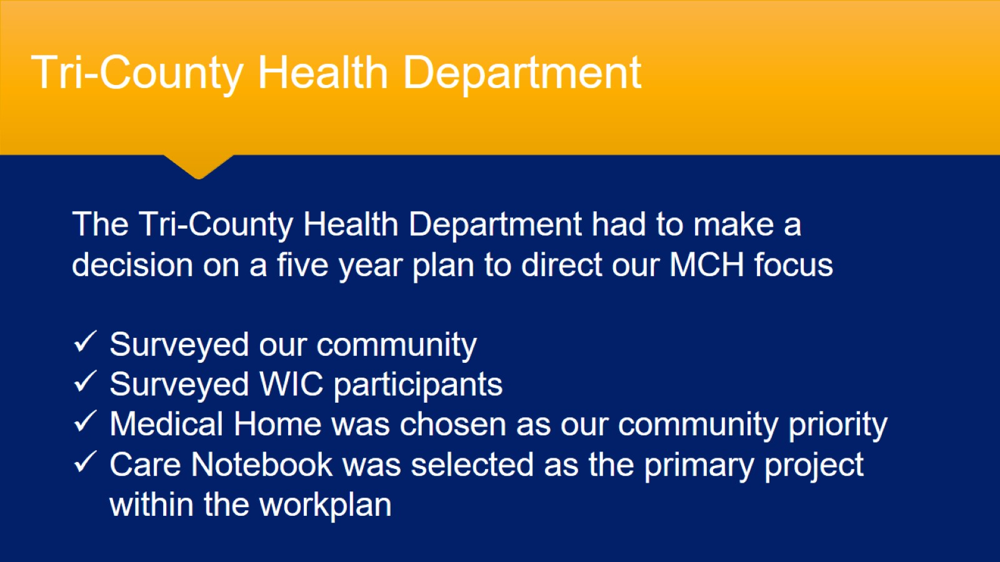 Tri-County Health Department
The Tri-County Health Department had to make a
decision on a five year plan to direct our MCH focus
✓ Surveyed our community
✓ Surveyed WIC participants
✓ Medical Home was chosen as our community priority
✓ Care Notebook was selected as the primary project
within the workplan